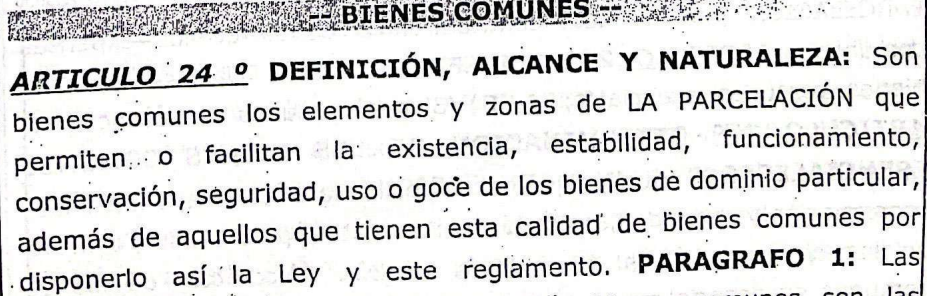 -- BIENES COMUNES --
ARTICULO 24 º DEFINICIÓN, ALCANCE Y NATURALEZA: Son
bienes comunes los elementos y zonas de LA PARCELACIÓN que
permiten o facilitan la existencia, estabilidad, funcionamiento,
conservación, seguridad, uso o goce de los bienes de dominio particular,
además de aquellos que tienen esta calidad de bienes comunes por
disponerlo así la Ley y este reglamento. PARAGRAFO 1: Las
son las